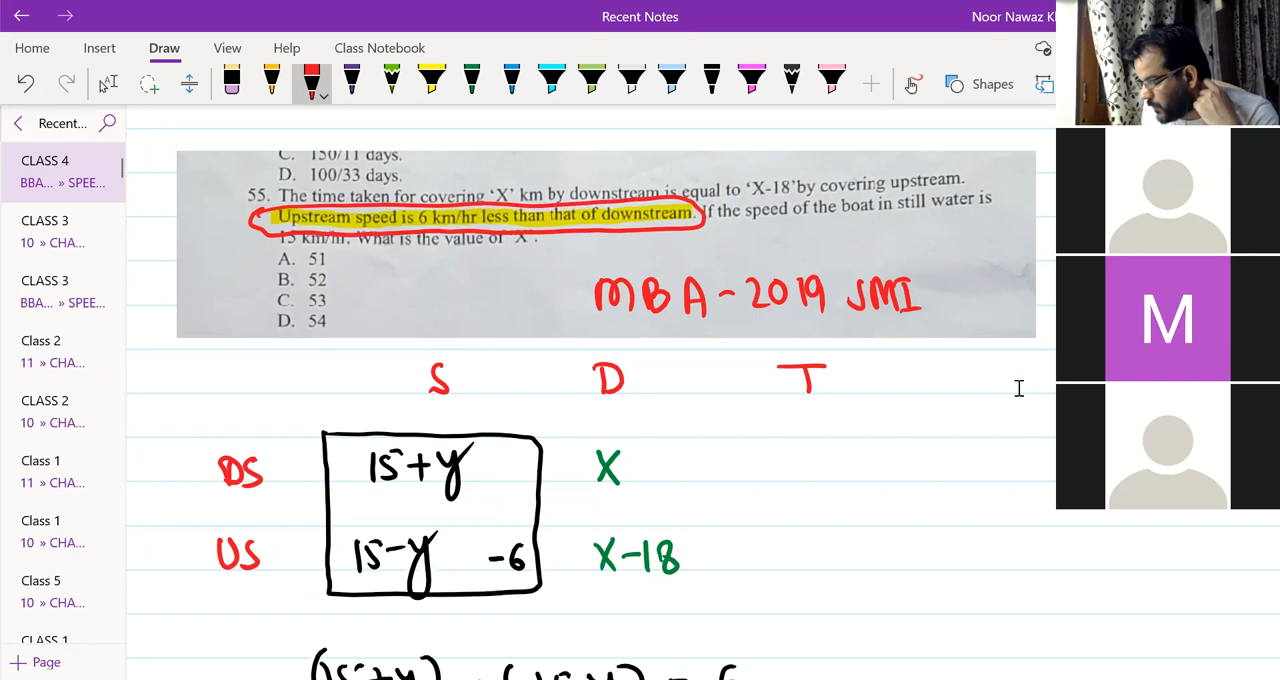 Recent Notes
Noor Nawaz
Home Insert Draw View Help Class Notebook
Shapes
Recent...
CLASS 4
BBA... » SPEE...
CLASS 3
10 » CHA...
CLASS 3
BBA... » SPEE...
Class 2
11 » CHA...
CLASS 2
10 » CHA...
Class 1
11 » CHA...
Class 1
10 » CHA...
Class 5
10 » CHA...
CLASS 1
Page
C. 150/11 days.
D. 100/33 days.
55. The time taken for covering 'X' km by downstream is equal to 'X-18'by covering upstream.
Upstream speed is 6 km/hr less than that of downstream. If the speed of the boat in still water is
15 km/hr. What is the value of 'X'.
A. 51
B. 52
C. 53
D. 54
MBA-2019 SMI
S D T
DS 15+y X
US 15-y -6 X-18
(15+y) - (15-y) = 6
M